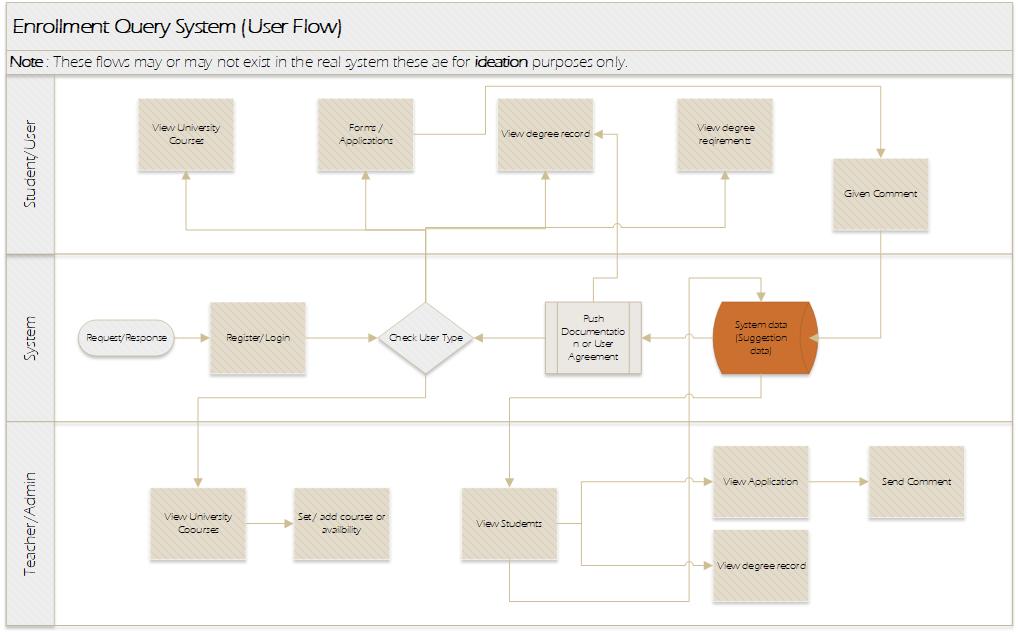 Enrollment Query System (User Flow)
Note : These flows may or may not exist in the real system these ae for ideation purposes only.
Student/User
View University
Courses
Forms /
Applications
View degree record
View degree
reqirements
Given Comment
System
Request/Response
Register/ Login
Check User Type
Push
Documentatio
n or User
Agreement
System data
(Suggestion
data)
Teacher//Admin
View University
Coourses
Set / add courses or
availbility
View Studemts
View Application
Send Comment
View degree record